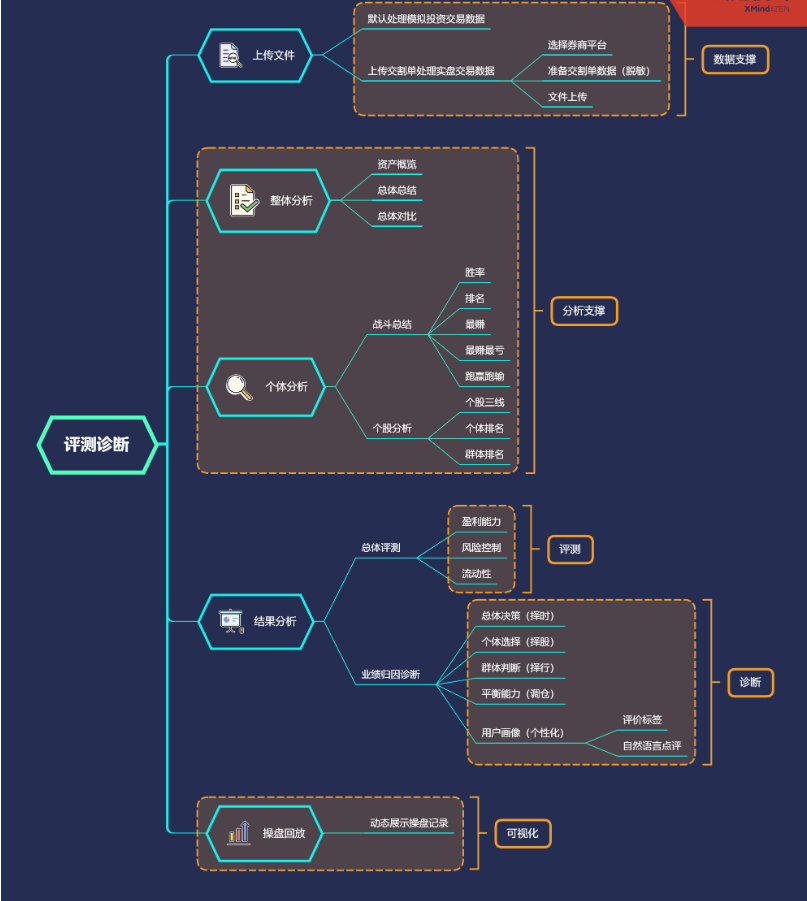 XMind:ZEN
评测诊断
上传文件
默认处理模拟投资交易数据
上传交割单处理实盘交易数据
选择券商平台
准备交割单数据（脱敏）
文件上传
数据支撑
整体分析
资产概览
总体总结
总体对比
个体分析
战斗总结
胜率
排名
最赚
最赚最亏
跑赢跑输
个股分析
个股三线
个体排名
群体排名
分析支撑
结果分析
总体评测
盈利能力
风险控制
流动性
评测
业绩归因诊断
总体决策（择时）
个体选择（择股）
群体判断（择行）
平衡能力（调仓）
用户画像（个性化）
评价标签
自然语言点评
诊断
操盘回放
动态展示操盘记录
可视化